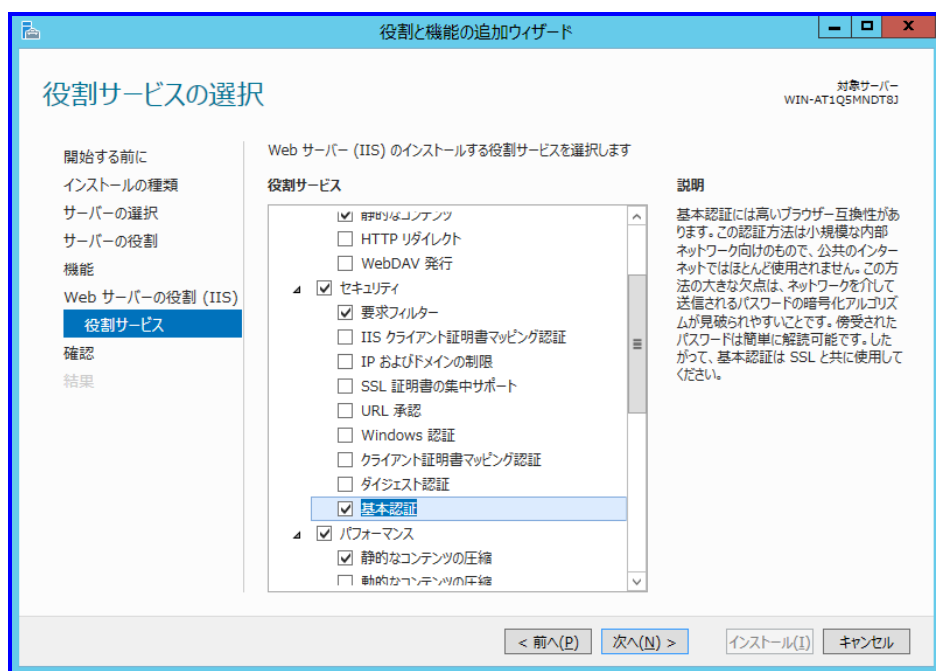 役割と機能の追加ウィザード
役割サービスの選択
対象サーバー
WIN-AT1Q5MNDT8J
開始する前に
インストールの種類
サーバーの選択
サーバーの役割
機能
Web サーバーの役割 (IIS)
役割サービス
確認
結果
Web サーバー (IIS) のインストールする役割サービスを選択します
役割サービス
静的なコンテンツ
HTTP リダイレクト
WebDAV 発行
セキュリティ
要求フィルター
IIS クライアント証明書マッピング認証
IP およびドメインの制限
SSL 証明書の集中サポート
URL 承認
Windows 認証
クライアント証明書マッピング認証
ダイジェスト認証
基本認証
パフォーマンス
静的なコンテンツの圧縮
動的なコンテンツの圧縮
説明
基本認証には高いブラウザー互換性があ
ります。この認証方法は小規模な内部
ネットワーク向けのもので、公共のインター
ネットではほとんど使用されません。この方
法の大きな欠点は、ネットワークを介して
送信されるパスワードの暗号化アルゴリズ
ムが見破られやすいことです。傍受された
パスワードは簡単に解読可能です。した
がって、基本認証は SSL と共に使用して
ください。
< 前へ(P)
次へ(N) >
インストール(I)
キャンセル